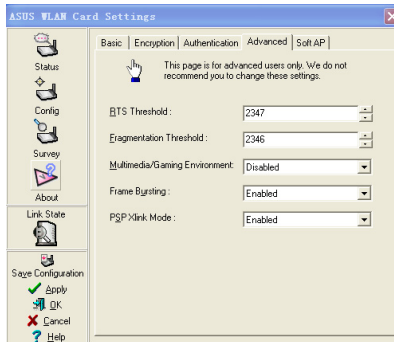 ASUS WLAN Card Settings
Basic Encryption Authentication Advanced Soft AP
This page is for advanced users only. We do not
recommend you to change these settings.
RTS Threshold : 2347
Fragmentation Threshold : 2346
Multimedia/Gaming Environment: Disabled
Frame Bursting : Enabled
PSP Xlink Mode : Enabled
Status
Config
Survey
About
Link State
Save Configuration
Apply
OK
Cancel
Help